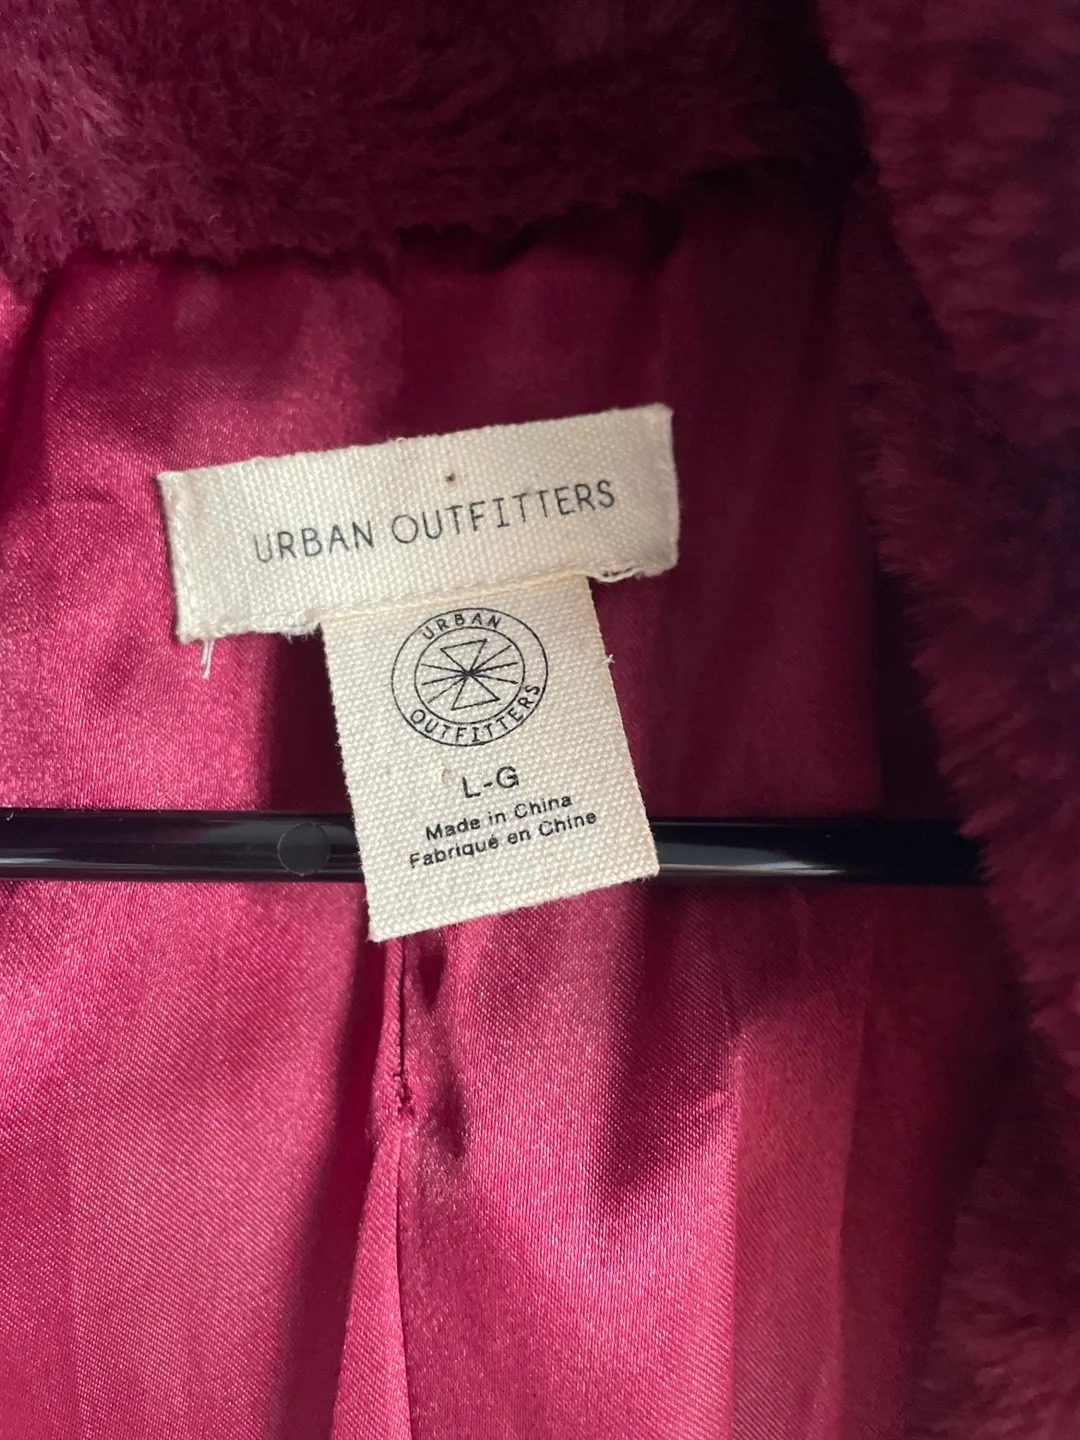 URBAN OUTFITTERS
URBAN
OUTFITTERS
L-G
Made in China
Fabriqué en Chine